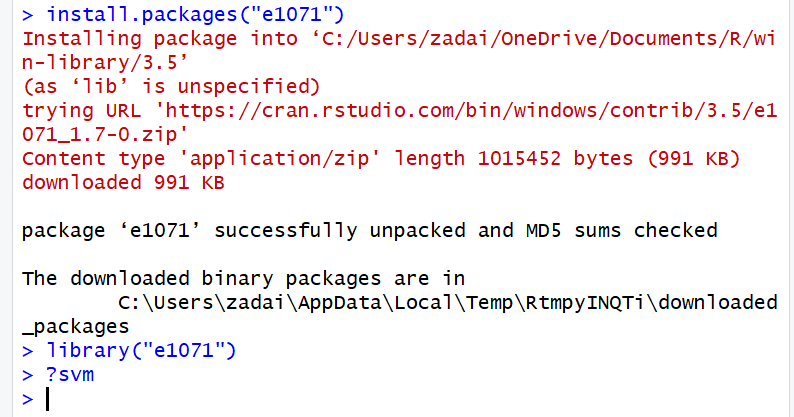 > install.packages("e1071")
Installing package into ‘C:/Users/zadai/OneDrive/Documents/R/wi
n-library/3.5’
(as ‘lib’ is unspecified)
trying URL 'https://cran.rstudio.com/bin/windows/contrib/3.5/e1
071_1.7-0.zip'
Content type 'application/zip' length 1015452 bytes (991 KB)
downloaded 991 KB

package ‘e1071’ successfully unpacked and MD5 sums checked

The downloaded binary packages are in
        C:\Users\zadai\AppData\Local\Temp\RtmpyINQTi\downloaded
_packages
> library("e1071")
> ?svm
>